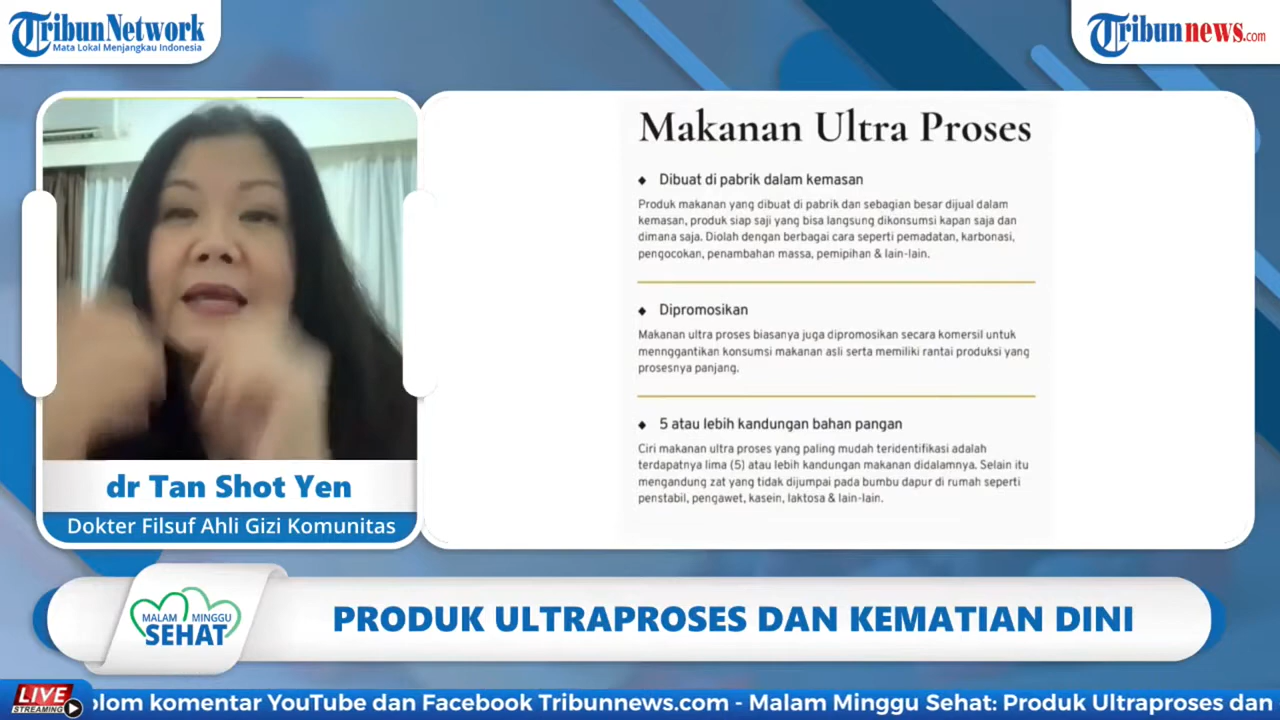 TribunNetwork
Mata Lokal Menjangkau Indonesia
Tribunnews.com
Makanan Ultra Proses
Dibuat di pabrik dalam kemasan
Produk makanan yang dibuat di pabrik dan sebagian besar dijual dalam
kemasan, produk siap saji yang bisa langsung dikonsumsi kapan saja dan
dimana saja. Diolah dengan berbagai cara seperti pemadatan, karbonasi,
pengocokan, penambahan massa, pemipihan & lain-lain.
Dipromosikan
Makanan ultra proses biasanya juga dipromosikan secara komersil untuk
mennggantikan konsumsi makanan asli serta memiliki rantai produksi yang
prosesnya panjang.
5 atau lebih kandungan bahan pangan
Ciri makanan ultra proses yang paling mudah teridentifikasi adalah
terdapatnya lima (5) atau lebih kandungan makanan didalamnya. Selain itu
mengandung zat yang tidak dijumpai pada bumbu dapur di rumah seperti
penstabil, pengawet, kasein, laktosa & lain-lain.
dr Tan Shot Yen
Dokter Filsuf Ahli Gizi Komunitas
MALAM MINGGU
SEHAT
PRODUK ULTRAPROSES DAN KEMATIAN DINI
LIVE
STREAMING
olom komentar YouTube dan Facebook Tribunnews.com - Malam Minggu Sehat: Produk Ultraproses dan